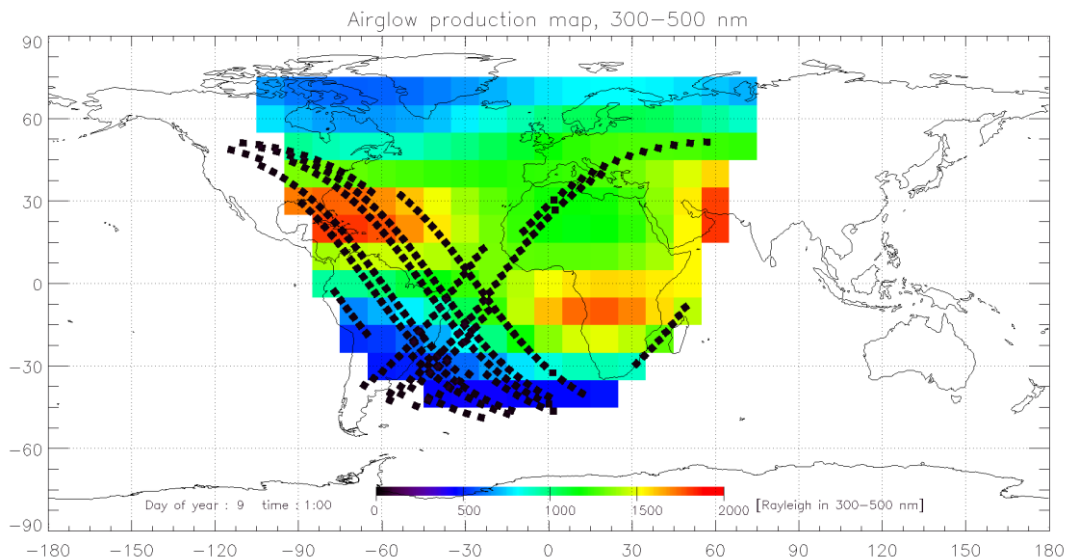 Airglow production map, 300−500 nm
90
60
30
0
−30
−60
−90
Day of year : 9 time : 1:00
0 500 1000 1500 2000
[Rayleigh in 300−500 nm]
−180 −150 −120 −90 −60 −30 0 30 60 90 120 150 180